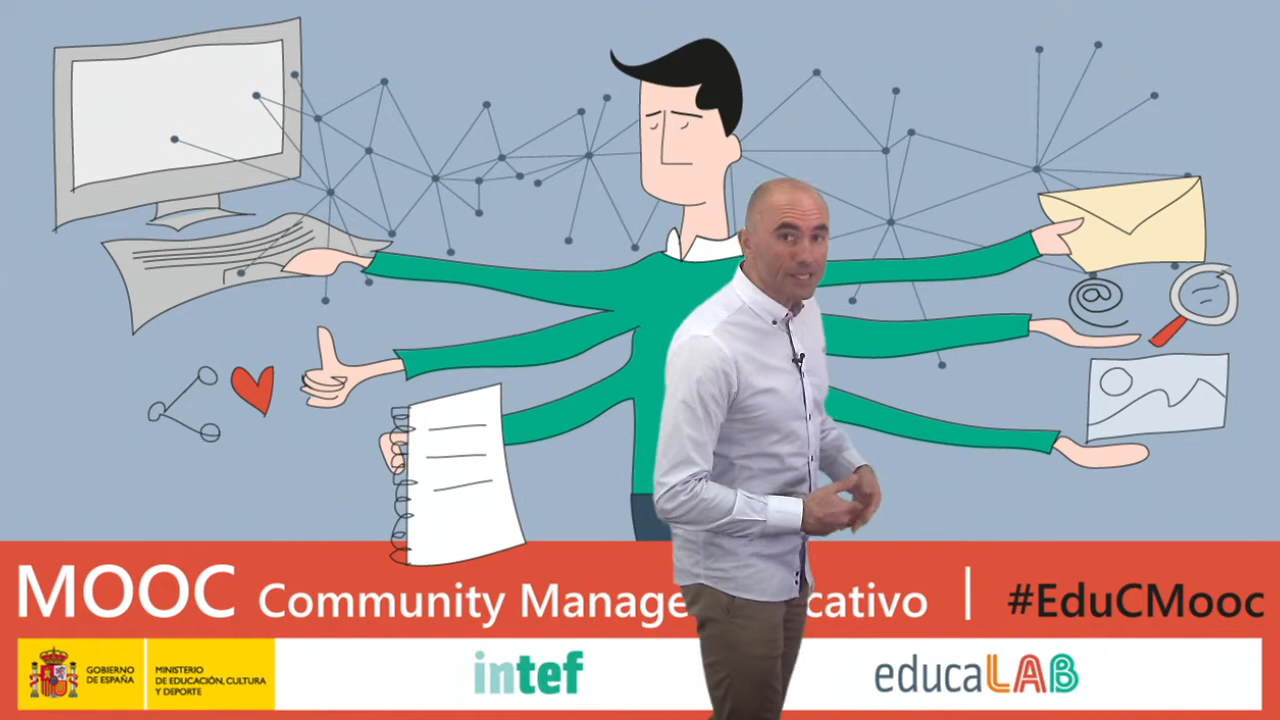 @
MOOC Community Manage cativo | #EduCMooc
GOBIERNO
DE ESPAÑA
MINISTERIO
DE EDUCACIÓN, CULTURA
Y DEPORTE
intef
educaLAB